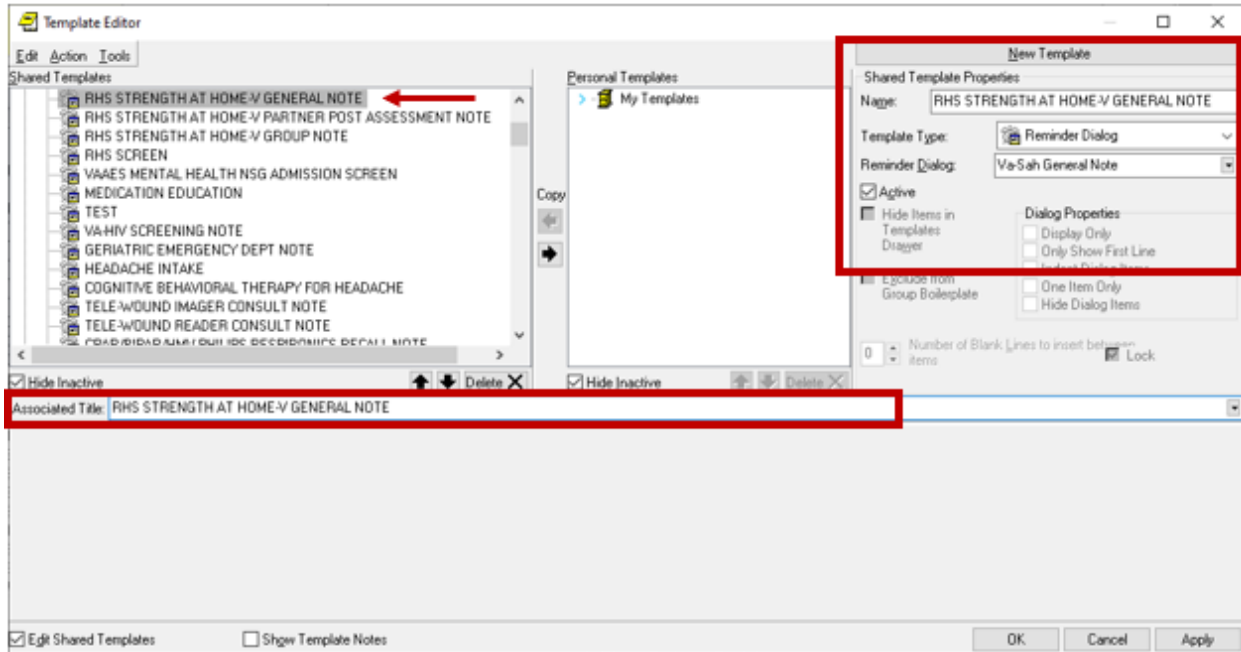 Template Editor
Edit Action Tools
New Template
Shared Templates
RHS STRENGTH AT HOME-V GENERAL NOTE
RHS STRENGTH AT HOME-V PARTNER POST ASSESSMENT NOTE
RHS STRENGTH AT HOME-V GROUP NOTE
RHS SCREEN
VAAES MENTAL HEALTH NSG ADMISSION SCREEN
MEDICATION EDUCATION
TEST
VA-HIV SCREENING NOTE
GERIATRIC EMERGENCY DEPT NOTE
HEADACHE INTAKE
COGNITIVE BEHAVIORAL THERAPY FOR HEADACHE
TELE-WOUND IMAGER CONSULT NOTE
TELE-WOUND READER CONSULT NOTE
RECALL NOTE
Hide Inactive
Delete
Copy
Personal Templates
My Templates
Hide Inactive
Delete
Shared Template Properties
Name: RHS STRENGTH AT HOME-V GENERAL NOTE
Template Type: Reminder Dialog
Reminder Dialog: Va-Sah General Note
Active
Hide Items in
Templates
Drawer
Exclude from
Group Boilerplate
Dialog Properties
Display Only
Only Show First Line
Indent Dialog Items
One Item Only
Hide Dialog Items
0 Number of Blank Lines to insert between
items
Lock
Associated Title: RHS STRENGTH AT HOME-V GENERAL NOTE
Edit Shared Templates
Show Template Notes
OK Cancel Apply